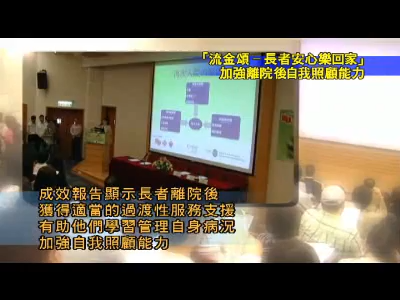 「流金頌－長者安心樂回家」
加強離院後自我照顧能力
成效報告顯示長者離院後
獲得適當的過渡性服務支援
有助他們學習管理自身病況
加強自我照顧能力